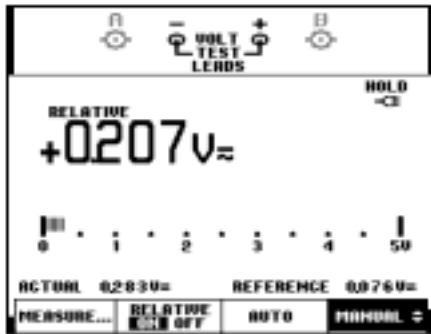 A - + B
VOLT
TEST
LEADS
HOLD
RELATIVE
+0.207V≂
0 1 2 3 4 5V
ACTUAL 0.283V= REFERENCE 0.076V=
MEASURE... RELATIVE ON OFF AUTO MANUAL